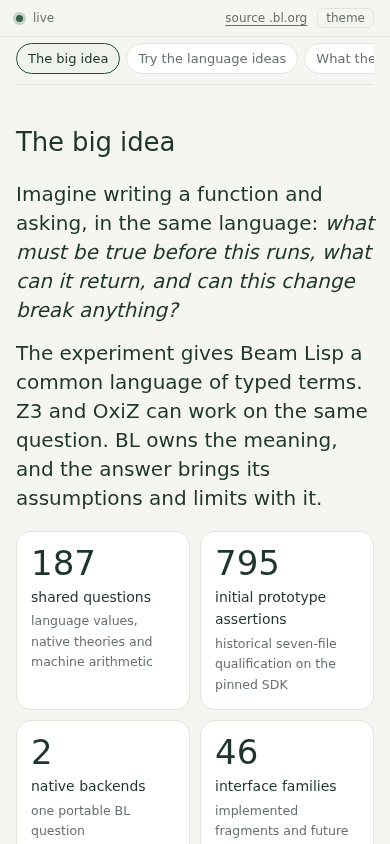 live
source .bl.org
theme
The big idea
Try the language ideas
What the
The big idea
Imagine writing a function and
asking, in the same language: what
must be true before this runs, what
can it return, and can this change
break anything?
The experiment gives Beam Lisp a
common language of typed terms.
Z3 and OxiZ can work on the same
question. BL owns the meaning,
and the answer brings its
assumptions and limits with it.
187
shared questions
language values,
native theories and
machine arithmetic
795
initial prototype
assertions
historical seven-file
qualification on the
pinned SDK
2
native backends
one portable BL
question
46
interface families
implemented
fragments and future